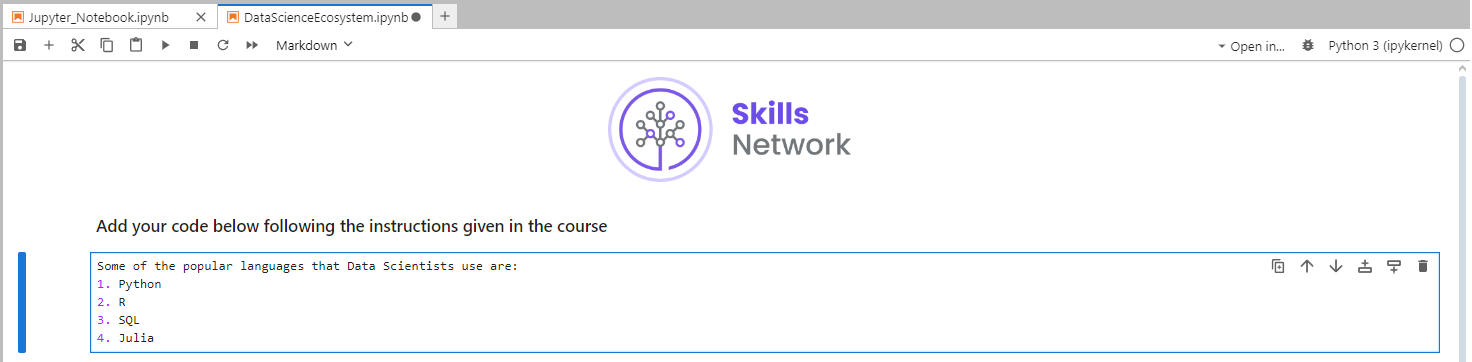 Jupyter_Notebook.ipynb
DataScienceEcosystem.ipynb
Markdown
Open in...
Python 3 (ipykernel)
Skills
Network
Add your code below following the instructions given in the course
Some of the popular languages that Data Scientists use are:
1. Python
2. R
3. SQL
4. Julia